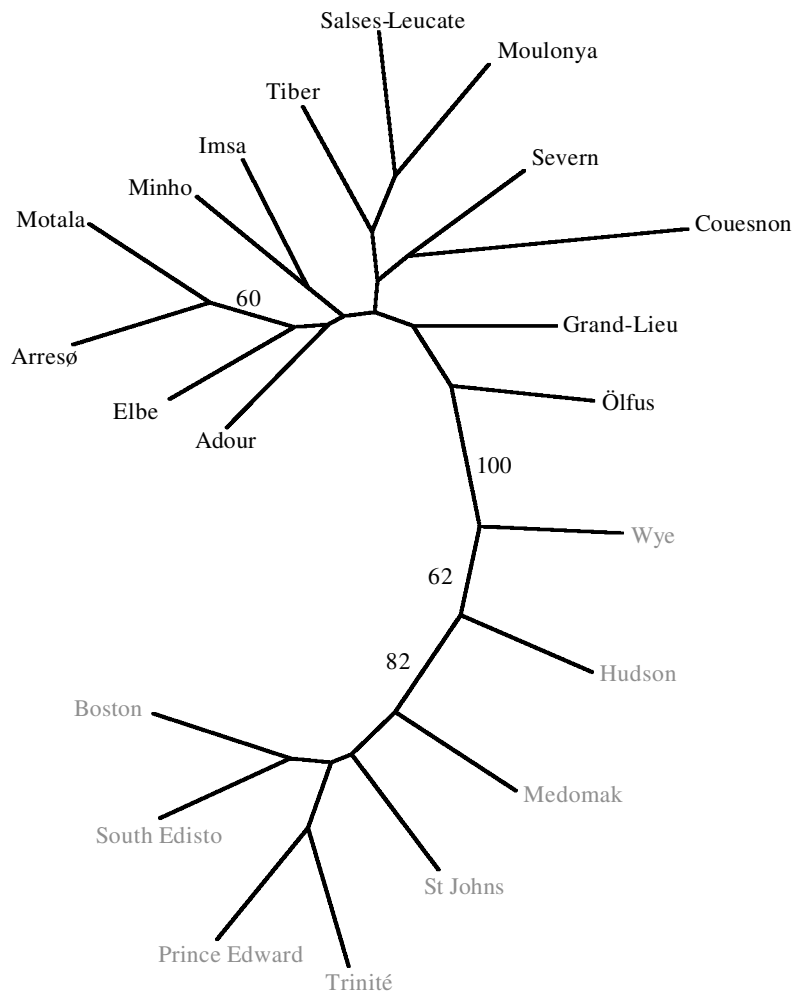 Salses-Leucate
Moulonya
Tiber
Imsa
Severn
Minho
Motala
Couesnon
60
Grand-Lieu
Arresø
Elbe
Ölfus
Adour
100
Wye
62
82
Hudson
Boston
Medomak
South Edisto
St Johns
Prince Edward
Trinité